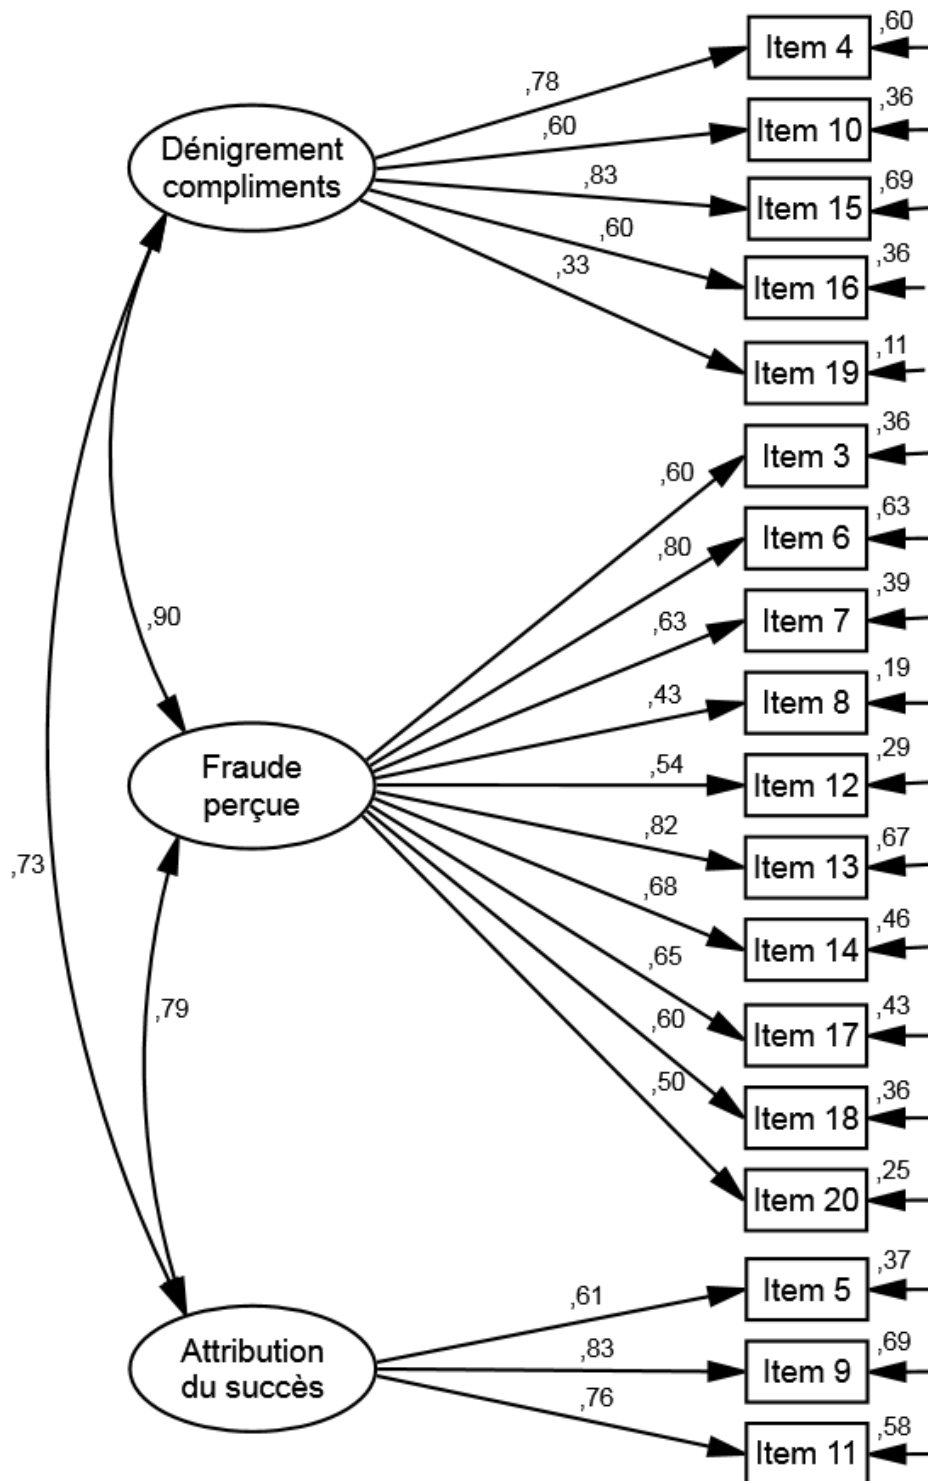 ,60
Item 4
,78
,36
Item 10
,60
Dénigrement
compliments
,69
Item 15
,83
,36
Item 16
,60
,11
Item 19
,33
,36
Item 3
,60
,63
Item 6
,80
,39
Item 7
,63
,90
,19
Item 8
,43
Fraude
perçue
,29
Item 12
,54
,67
Item 13
,82
,73
,46
Item 14
,68
,43
Item 17
,65
,79
,36
Item 18
,60
,25
Item 20
,50
,37
Item 5
,61
Attribution
du succès
,69
Item 9
,83
,58
Item 11
,76